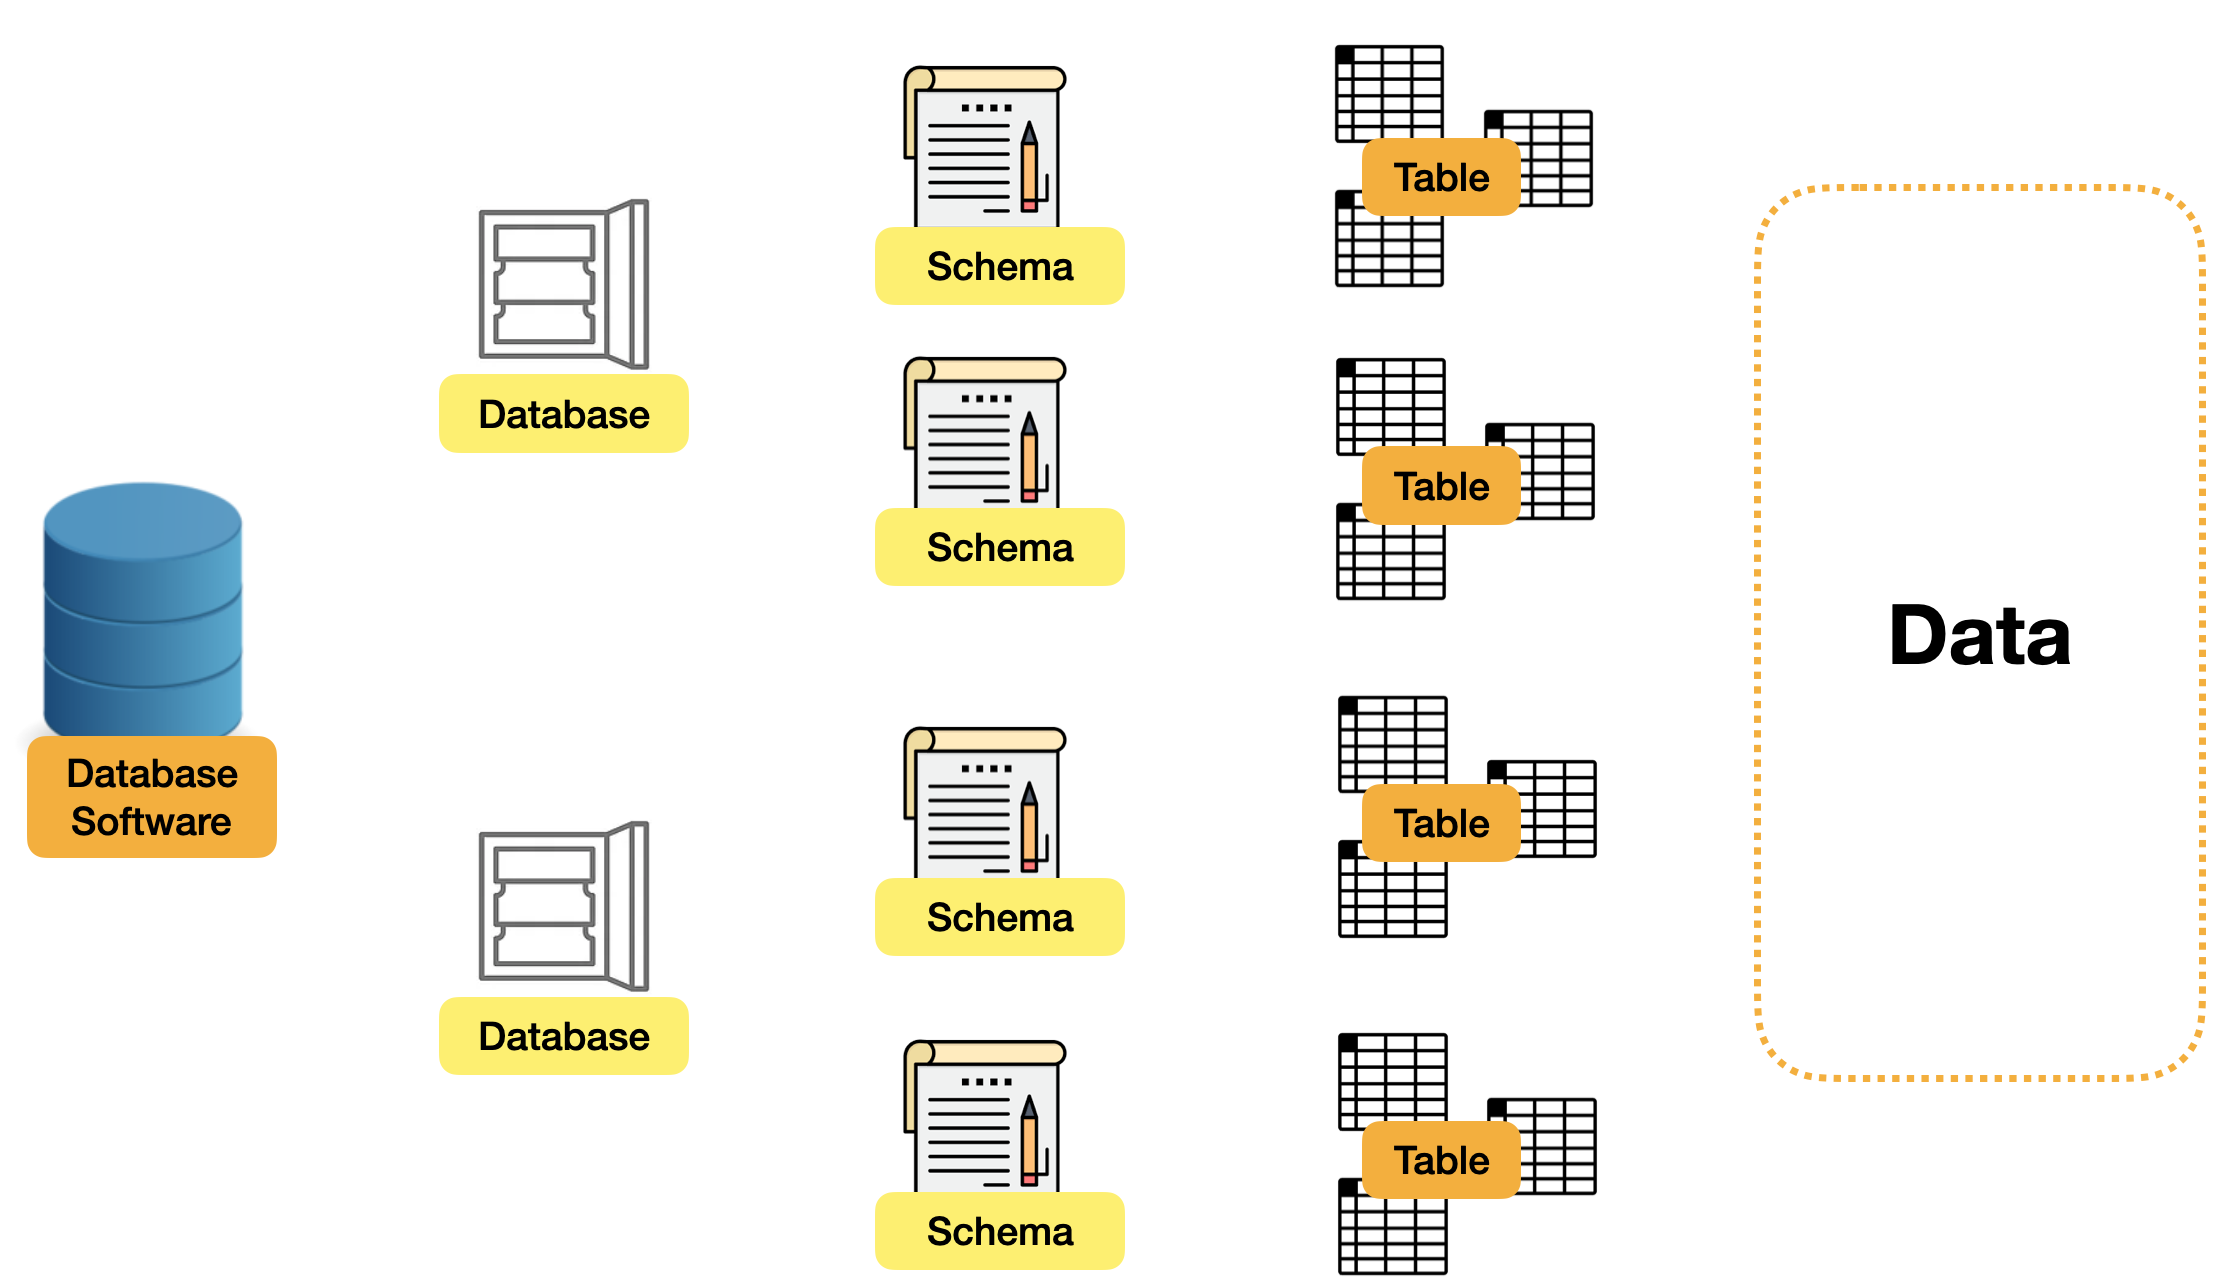 Database
Software
Database
Database
Schema
Schema
Schema
Schema
Table
Table
Table
Table
Data